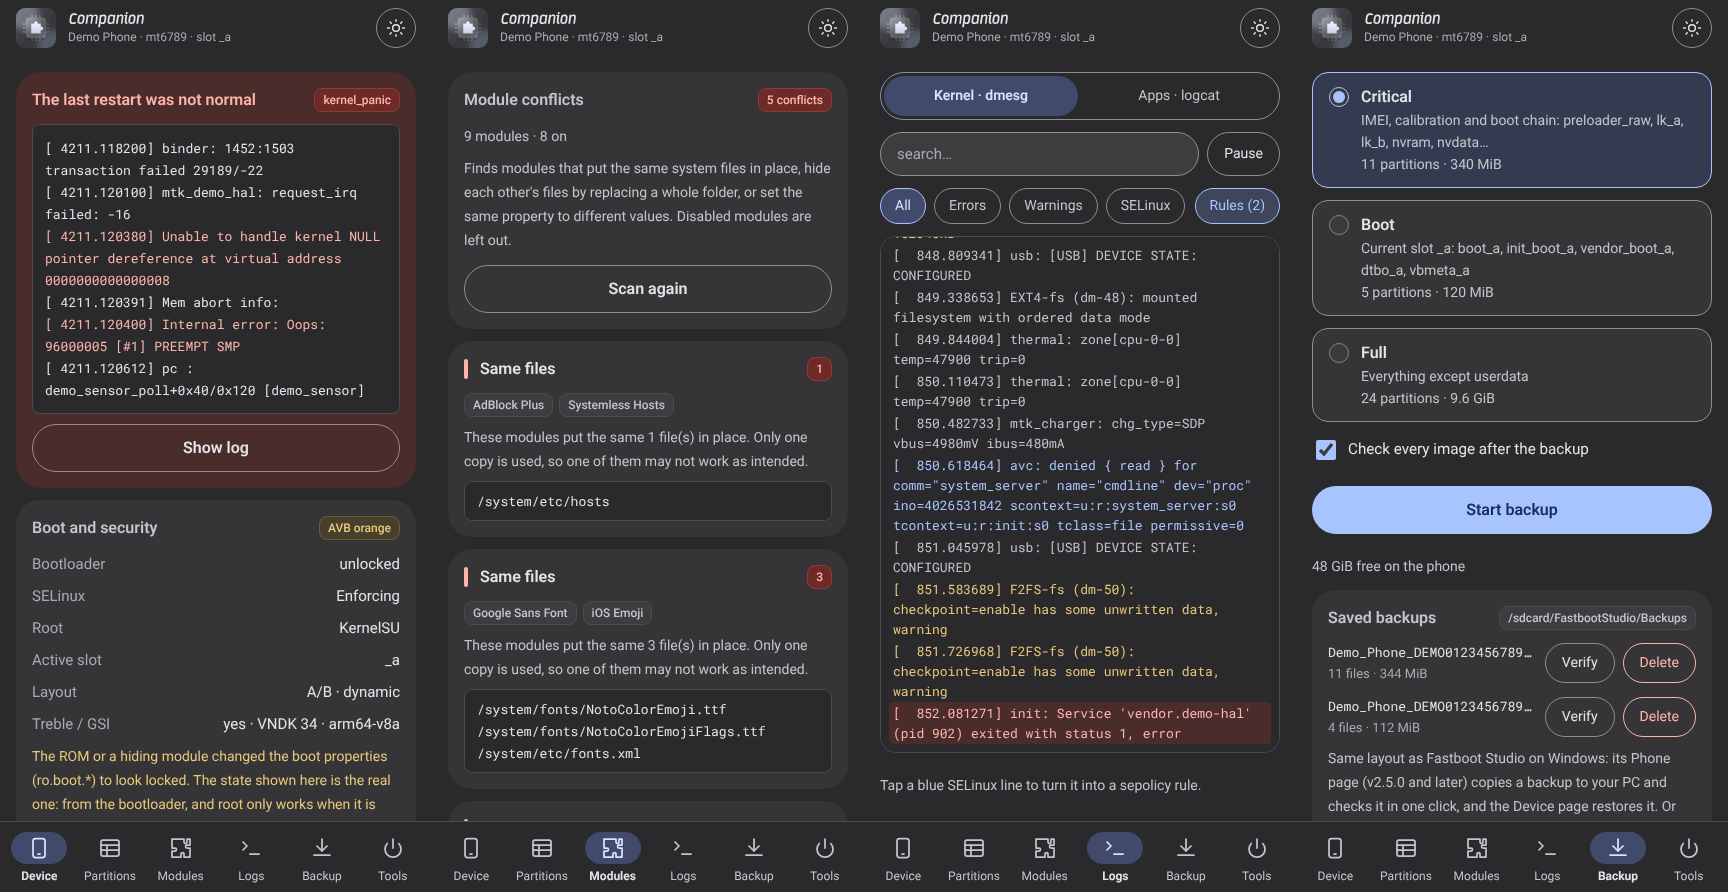 Companion
Demo Phone · mt6789 · slot _a
The last restart was not normal
kernel_panic
[ 4211.118200] binder: 1452:1503
transaction failed 29189/-22
[ 4211.120100] mtk_demo_hal: request_irq
failed: -16
[ 4211.120380] Unable to handle kernel NULL
pointer dereference at virtual address
0000000000000008
[ 4211.120391] Mem abort info:
[ 4211.120400] Internal error: Oops:
96000005 [#1] PREEMPT SMP
[ 4211.120612] pc :
demo_sensor_poll+0x40/0x120 [demo_sensor]
Show log
Boot and security
AVB orange
Bootloader unlocked
SELinux Enforcing
Root KernelSU
Active slot _a
Layout A/B · dynamic
Treble / GSI yes · VNDK 34 · arm64-v8a
The ROM or a hiding module changed the boot properties
(ro.boot.*) to look locked. The state shown here is the real
one: from the bootloader, and root only works when it is
Device Partitions Modules Logs Backup Tools
Companion
Demo Phone · mt6789 · slot _a
Module conflicts
5 conflicts
9 modules · 8 on
Finds modules that put the same system files in place, hide
each other's files by replacing a whole folder, or set the
same property to different values. Disabled modules are
left out.
Scan again
Same files
1
AdBlock Plus Systemless Hosts
These modules put the same 1 file(s) in place. Only one
copy is used, so one of them may not work as intended.
/system/etc/hosts
Same files
3
Google Sans Font iOS Emoji
These modules put the same 3 file(s) in place. Only one
copy is used, so one of them may not work as intended.
/system/fonts/NotoColorEmoji.ttf
/system/fonts/NotoColorEmojiFlags.ttf
/system/etc/fonts.xml
Device Partitions Modules Logs Backup Tools
Companion
Demo Phone · mt6789 · slot _a
Kernel · dmesg Apps · logcat
search...
Pause
All Errors Warnings SELinux Rules (2)
[  848.809341] usb: [USB] DEVICE STATE:
CONFIGURED
[  849.338653] EXT4-fs (dm-48): mounted
filesystem with ordered data mode
[  849.844004] thermal: zone[cpu-0-0]
temp=47900 trip=0
[  850.110473] thermal: zone[cpu-0-0]
temp=47900 trip=0
[  850.482733] mtk_charger: chg_type=SDP
vbus=4980mV ibus=480mA
[  850.618464] avc: denied { read } for
comm="system_server" name="cmdline" dev="proc"
ino=4026531842 scontext=u:r:system_server:s0
tcontext=u:r:init:s0 tclass=file permissive=0
[  851.045978] usb: [USB] DEVICE STATE:
CONFIGURED
[  851.583689] F2FS-fs (dm-50):
checkpoint=enable has some unwritten data,
warning
[  851.726968] F2FS-fs (dm-50):
checkpoint=enable has some unwritten data,
warning
[  852.081271] init: Service 'vendor.demo-hal'
(pid 902) exited with status 1, error
Tap a blue SELinux line to turn it into a sepolicy rule.
Device Partitions Modules Logs Backup Tools
Companion
Demo Phone · mt6789 · slot _a
Critical
IMEI, calibration and boot chain: preloader_raw, lk_a,
lk_b, nvram, nvdata...
11 partitions · 340 MiB
Boot
Current slot _a: boot_a, init_boot_a, vendor_boot_a,
dtbo_a, vbmeta_a
5 partitions · 120 MiB
Full
Everything except userdata
24 partitions · 9.6 GiB
Check every image after the backup
Start backup
48 GiB free on the phone
Saved backups
/sdcard/FastbootStudio/Backups
Demo_Phone_DEMO0123456789...
11 files · 344 MiB
Verify Delete
Demo_Phone_DEMO0123456789...
4 files · 112 MiB
Verify Delete
Same layout as Fastboot Studio on Windows: its Phone
page (v2.5.0 and later) copies a backup to your PC and
checks it in one click, and the Device page restores it. Or
Device Partitions Modules Logs Backup Tools